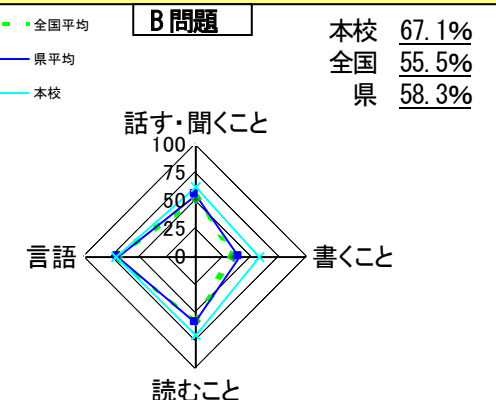 全国平均
県平均
本校
B問題
本校 67.1%
全国 55.5%
県 58.3%
話す・聞くこと
100
75
50
25
0
言語
書くこと
読むこと